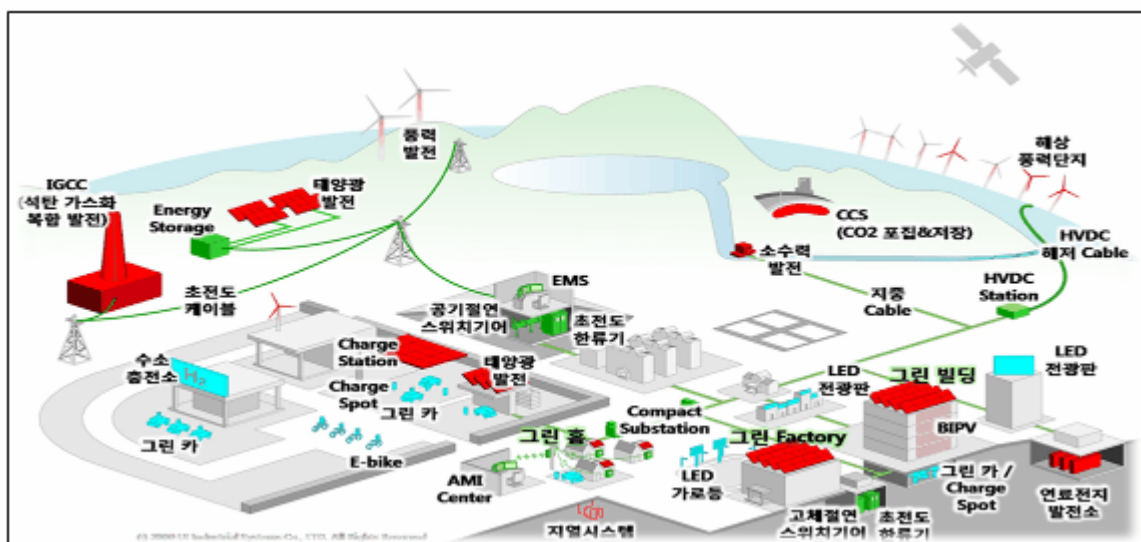 풍력
발전
해상
풍력단지
IGCC
(석탄 가스화
복합 발전)
태양광
발전
Energy
Storage
CCS
(CO2 포집&저장)
HVDC
해저 Cable
소수력
발전
HVDC
Station
지중
Cable
초전도
케이블
EMS
공기절연
스위치기어
초전도
한류기
Charge
Station
수소
충전소
H₂
태양광
발전
Charge
Spot
그린 카
LED
전광판
그린 빌딩
LED
전광판
Compact
Substation
BIPV
그린 카
E-bike
그린 홈
그린 Factory
AMI
Center
LED
가로등
그린 카 /
Charge
Spot
연료전지
발전소
지열시스템
고체절연
스위치기어
초전도
한류기
Industrial Systems Co., LTD. All Rights Reserved